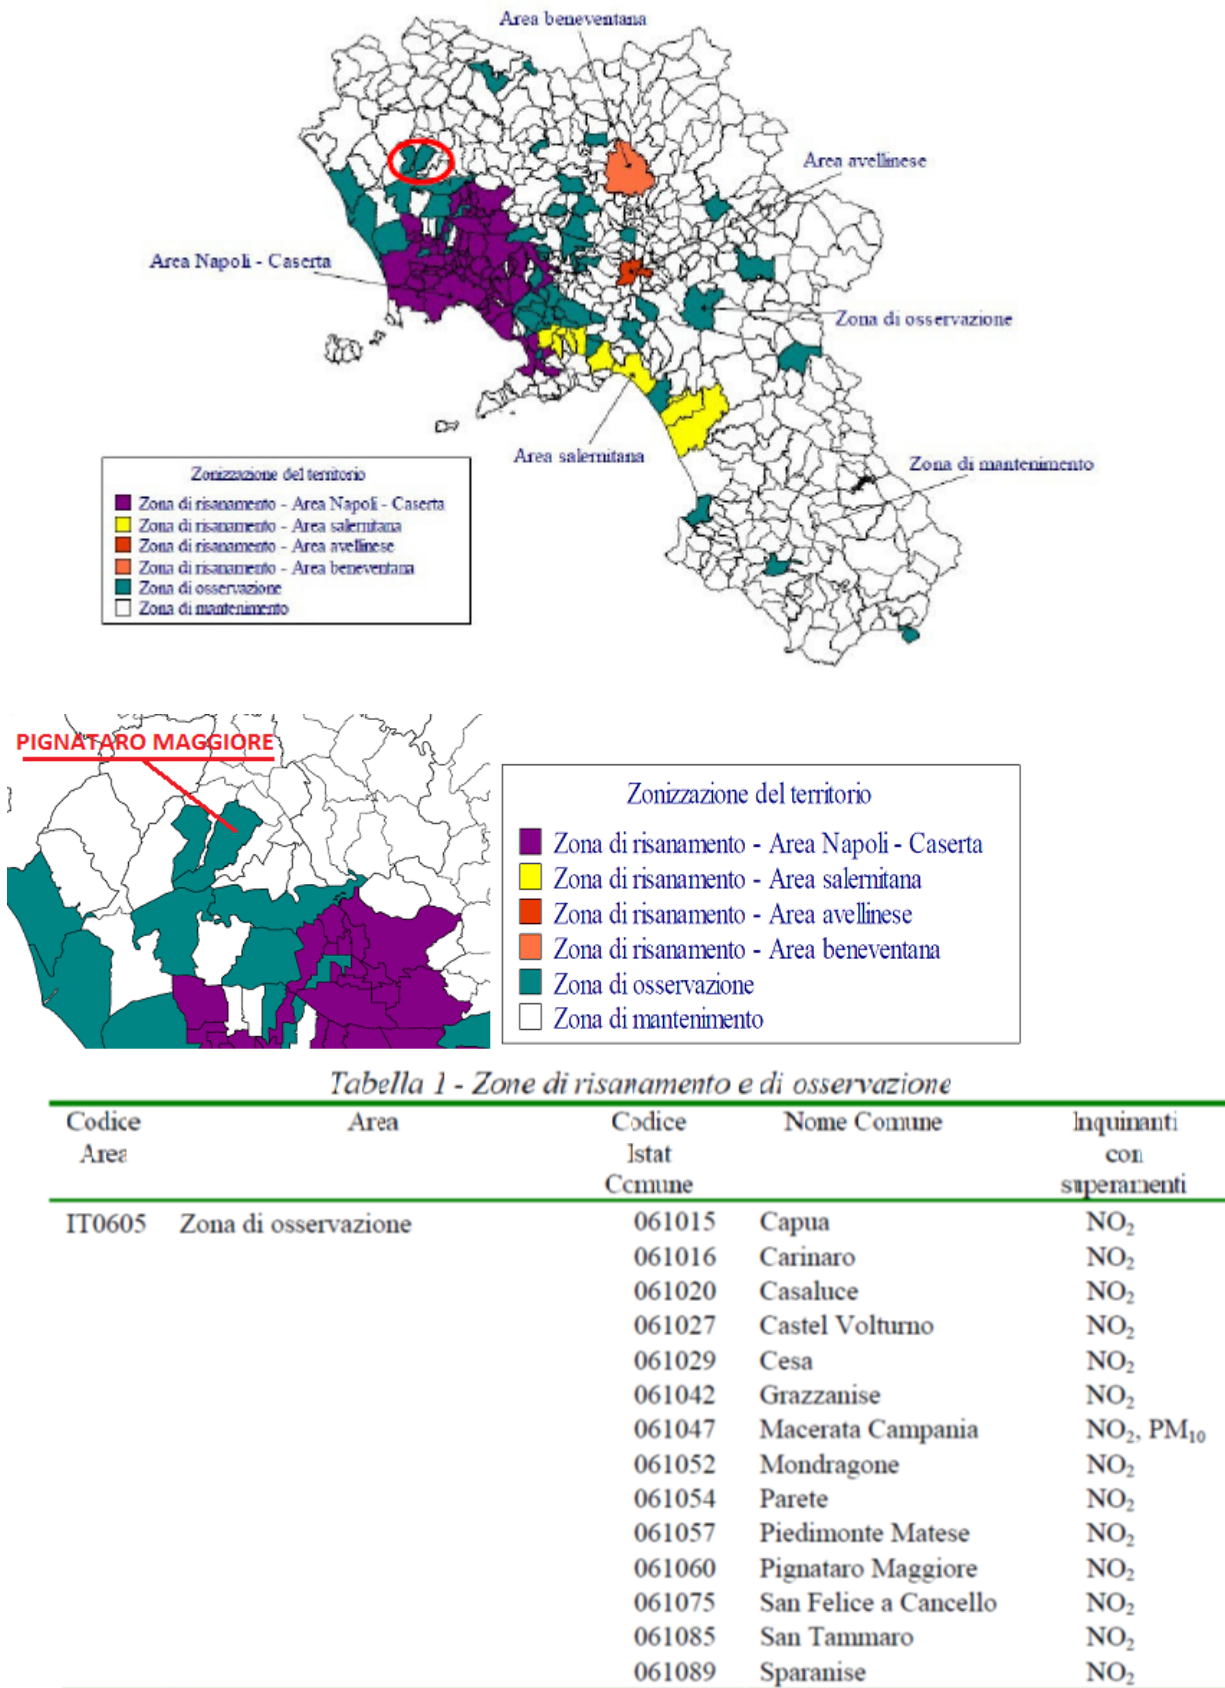 Area beneventana
Area avellinese
Area Napoli - Caserta
Zona di osservazione
Area salernitana
Zona di mantenimento
Zonizzazione del territorio
Zona di risanamento - Area Napoli - Caserta
Zona di risanamento - Area salernitana
Zona di risanamento - Area avellinese
Zona di risanamento - Area beneventana
Zona di osservazione
Zona di mantenimento
PIGNATARO MAGGIORE
Zonizzazione del territorio
Zona di risanamento - Area Napoli - Caserta
Zona di risanamento - Area salernitana
Zona di risanamento - Area avellinese
Zona di risanamento - Area beneventana
Zona di osservazione
Zona di mantenimento
Tabella 1 - Zone di risanamento e di osservazione
Codice Area Area Codice Istat Comune Nome Comune Inquinanti con superamenti
IT0605 Zona di osservazione 061015 Capua NO₂
061016 Carinaro NO₂
061020 Casaluce NO₂
061027 Castel Volturno NO₂
061029 Cesa NO₂
061042 Grazzanise NO₂
061047 Macerata Campania NO₂, PM₁₀
061052 Mondragone NO₂
061054 Parete NO₂
061057 Piedimonte Matese NO₂
061060 Pignataro Maggiore NO₂
061075 San Felice a Cancello NO₂
061085 San Tammaro NO₂
061089 Sparanise NO₂